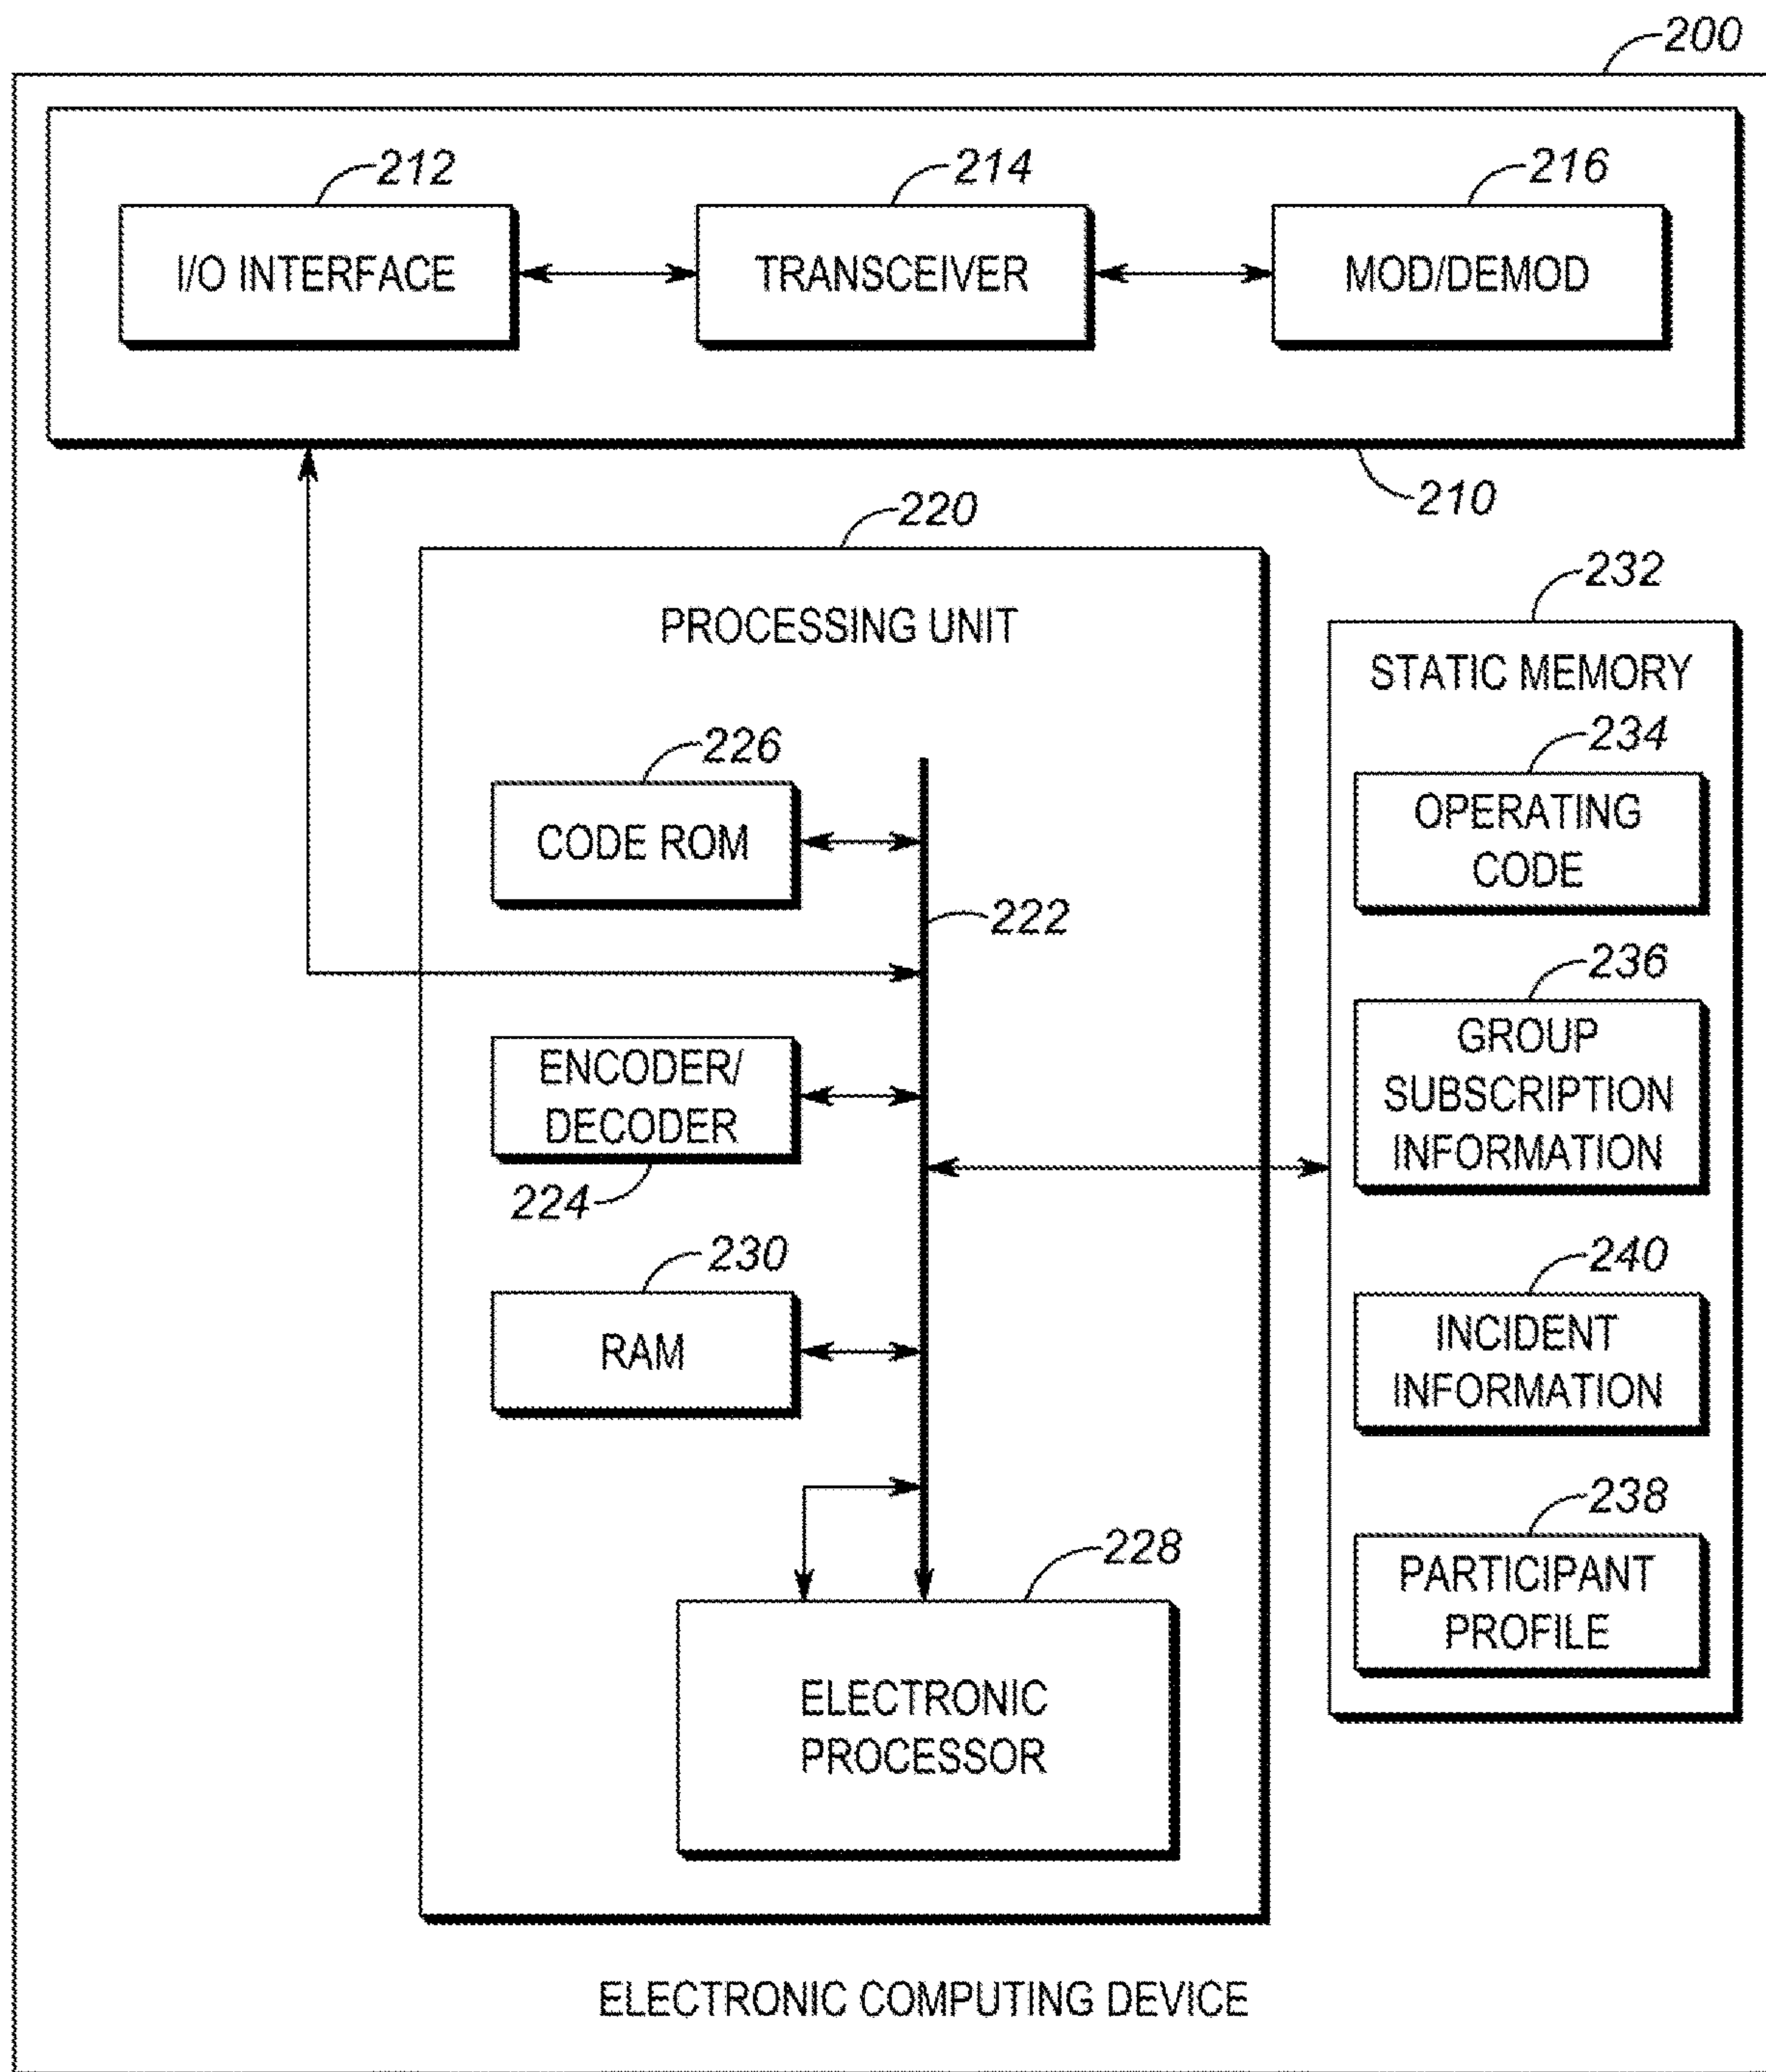 200
212
214
216
I/O INTERFACE
TRANSCEIVER
MOD/DEMOD
210
220
PROCESSING UNIT
226
CODE ROM
222
ENCODER/
DECODER
224
230
RAM
228
ELECTRONIC
PROCESSOR
232
STATIC MEMORY
234
OPERATING
CODE
236
GROUP
SUBSCRIPTION
INFORMATION
240
INCIDENT
INFORMATION
238
PARTICIPANT
PROFILE
ELECTRONIC COMPUTING DEVICE